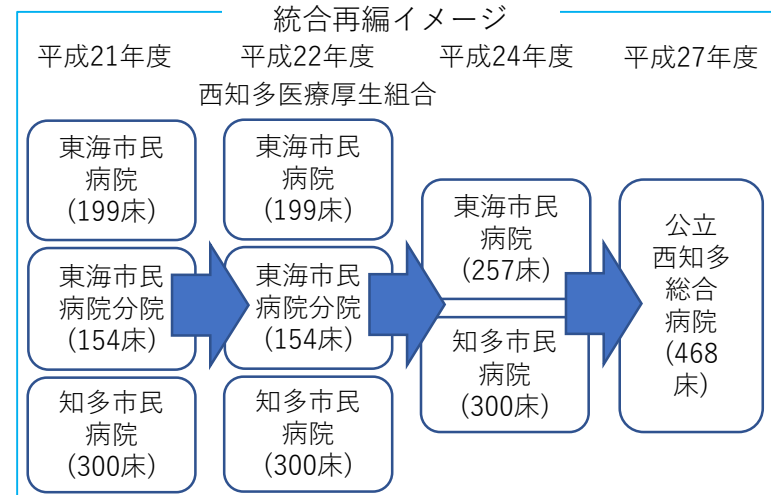 統合再編イメージ
平成21年度
平成22年度
平成24年度
平成27年度
西知多医療厚生組合
東海市民
病院
(199床)
東海市民
病院分院
(154床)
知多市民
病院
(300床)
東海市民
病院
(199床)
東海市民
病院分院
(154床)
知多市民
病院
(300床)
東海市民
病院
(257床)
知多市民
病院
(300床)
公立
西知多
総合
病院
(468
床)